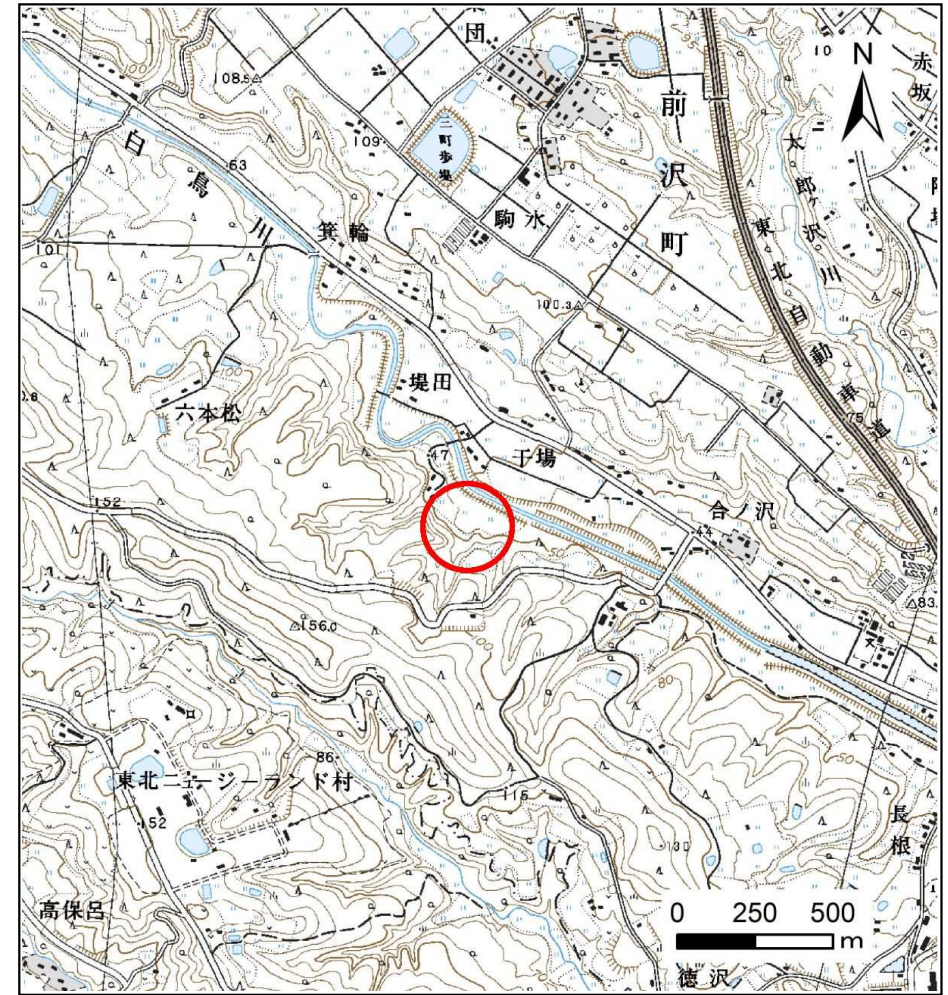 団
108.5
三町歩堤
109
前沢町
N
10
赤坂
太郎ヶ沢川
白鳥川
63
箕輪
駒水
東北自動車道
101
100.3
堤田
75
六本松
47
干場
合ノ沢
152
44
50
83.
156.0
80
86
東北ニュージーランド村
115
152
130
長根
高保呂
0 250 500
m
徳沢